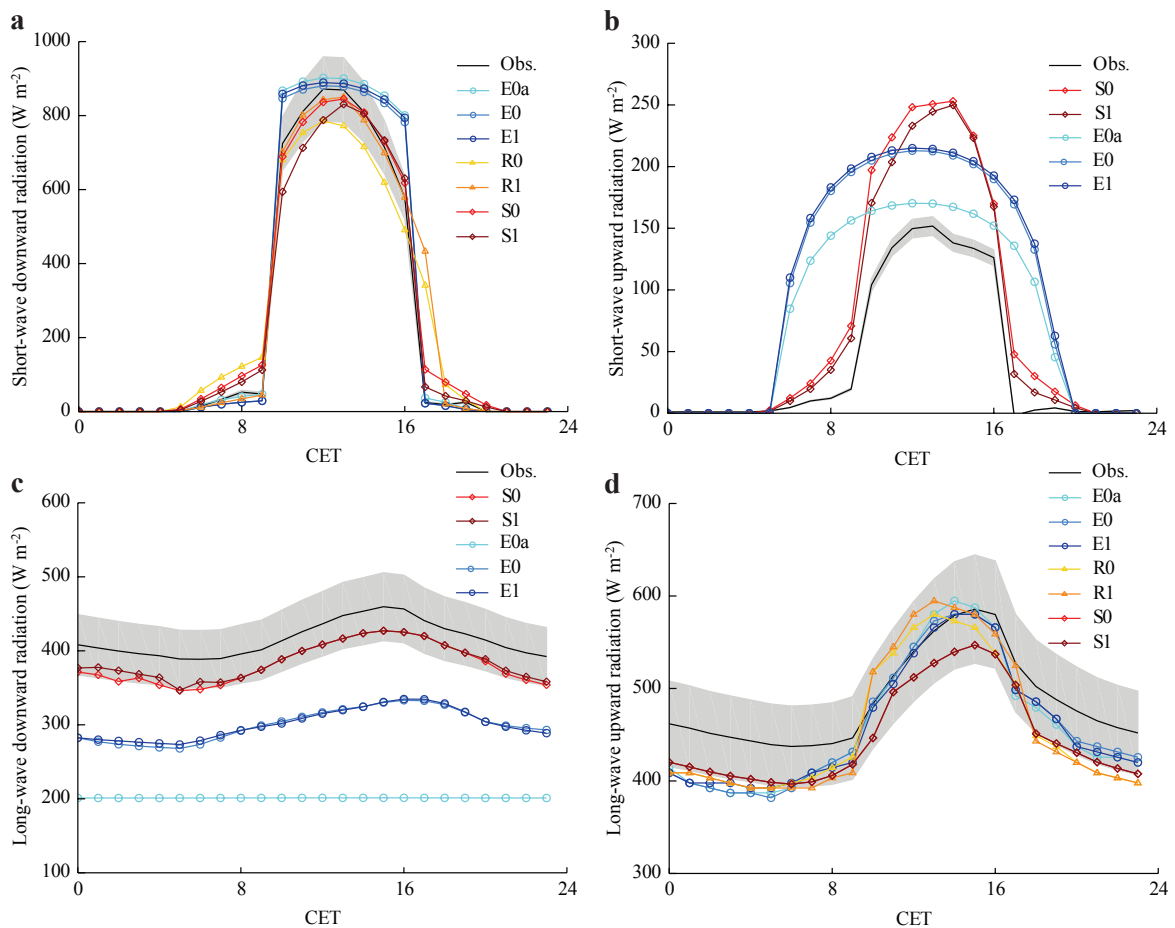 a
Short-wave downward radiation (W m-2)
1000
800
600
400
200
0
0
8
16
24
CET
Obs.
E0a
E0
E1
R0
R1
S0
S1
b
Short-wave upward radiation (W m-2)
300
250
200
150
100
50
0
0
8
16
24
CET
Obs.
S0
S1
E0a
E0
E1
c
Long-wave downward radiation (W m-2)
600
500
400
300
200
100
0
8
16
24
CET
Obs.
S0
S1
E0a
E0
E1
d
Long-wave upward radiation (W m-2)
700
600
500
400
300
0
8
16
24
CET
Obs.
E0a
E0
E1
R0
R1
S0
S1